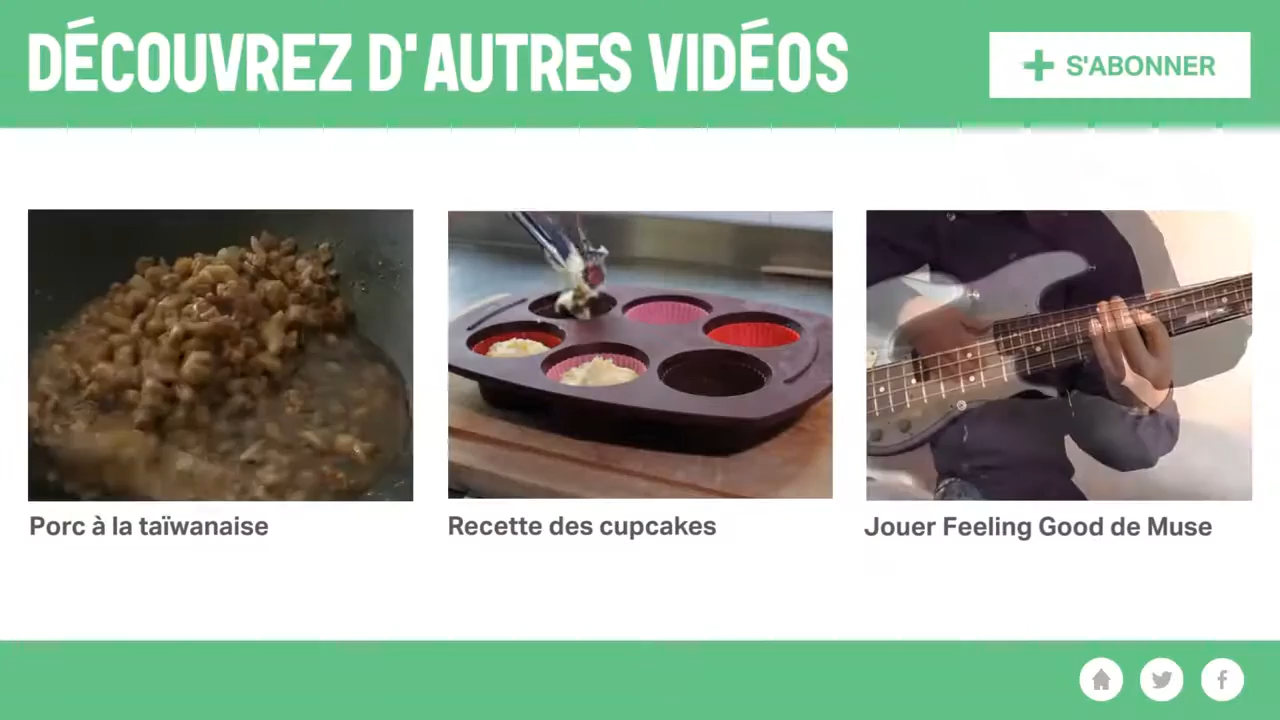 DÉCOUVREZ D'AUTRES VIDÉOS
S'ABONNER
Porc à la taïwanaise
Recette des cupcakes
Jouer Feeling Good de Muse